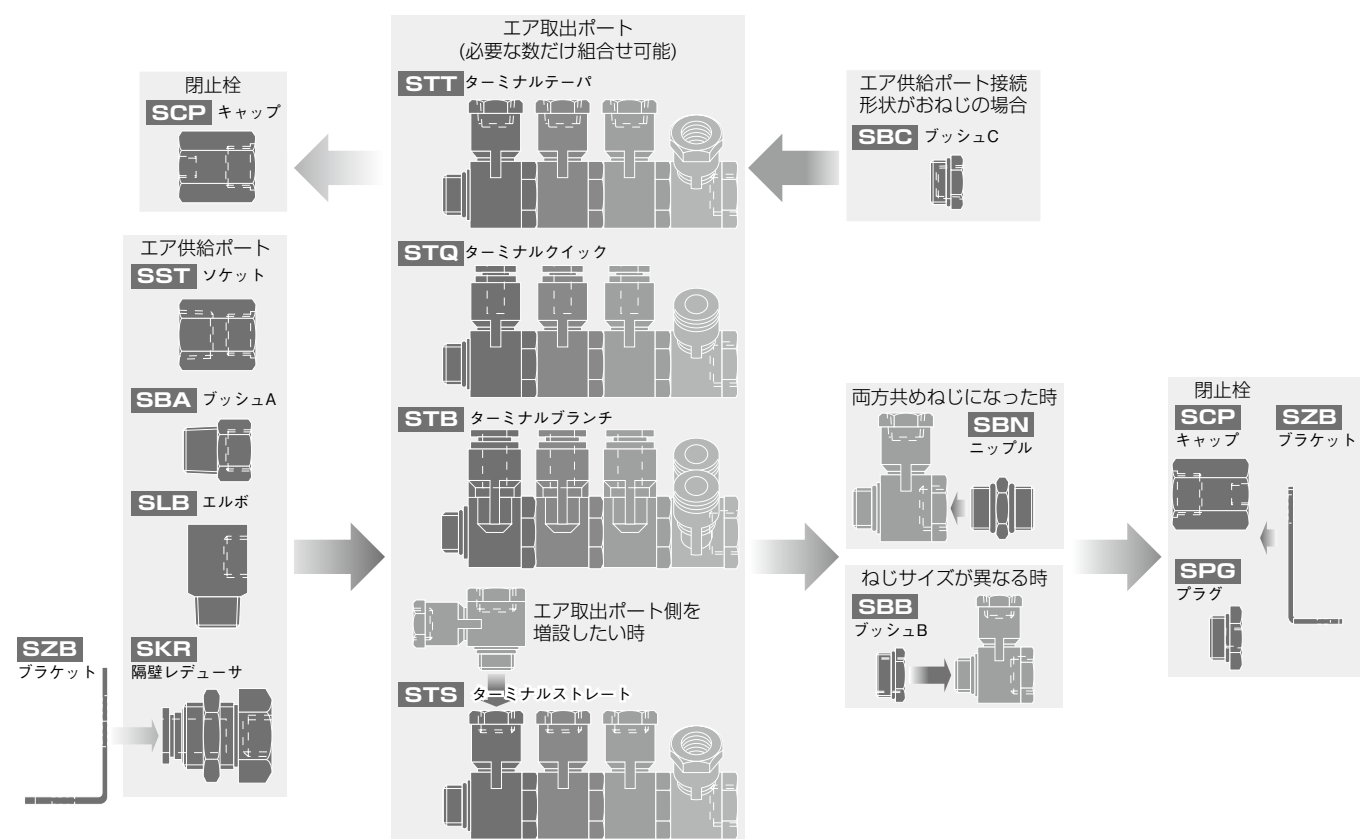 閉止栓
SCP キャップ
エア供給ポート
SST ソケット
SBA ブッシュA
SLB エルボ
SZB
ブラケット
SKR
隔壁レデューサ
エア取出ポート
(必要な数だけ組合せ可能)
STT ターミナルテーパ
STQ ターミナルクイック
STB ターミナルブランチ
エア取出ポート側を
増設したい時
STS ターミナルストレート
エア供給ポート接続
形状がおねじの場合
SBC ブッシュC
両方共めねじになった時
SBN
ニップル
ねじサイズが異なる時
SBB
ブッシュB
閉止栓
SCP
キャップ
SZB
ブラケット
SPG
プラグ